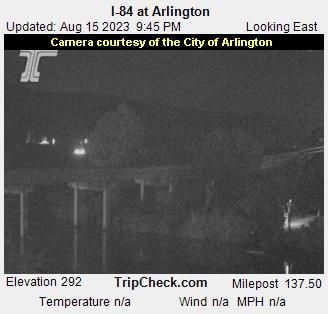 I-84 at Arlington
Updated: Aug 15 2023 9:45 PM Looking East
Camera courtesy of the City of Arlington
Elevation 292 TripCheck.com Milepost 137.50
Temperature n/a Wind n/a MPH n/a